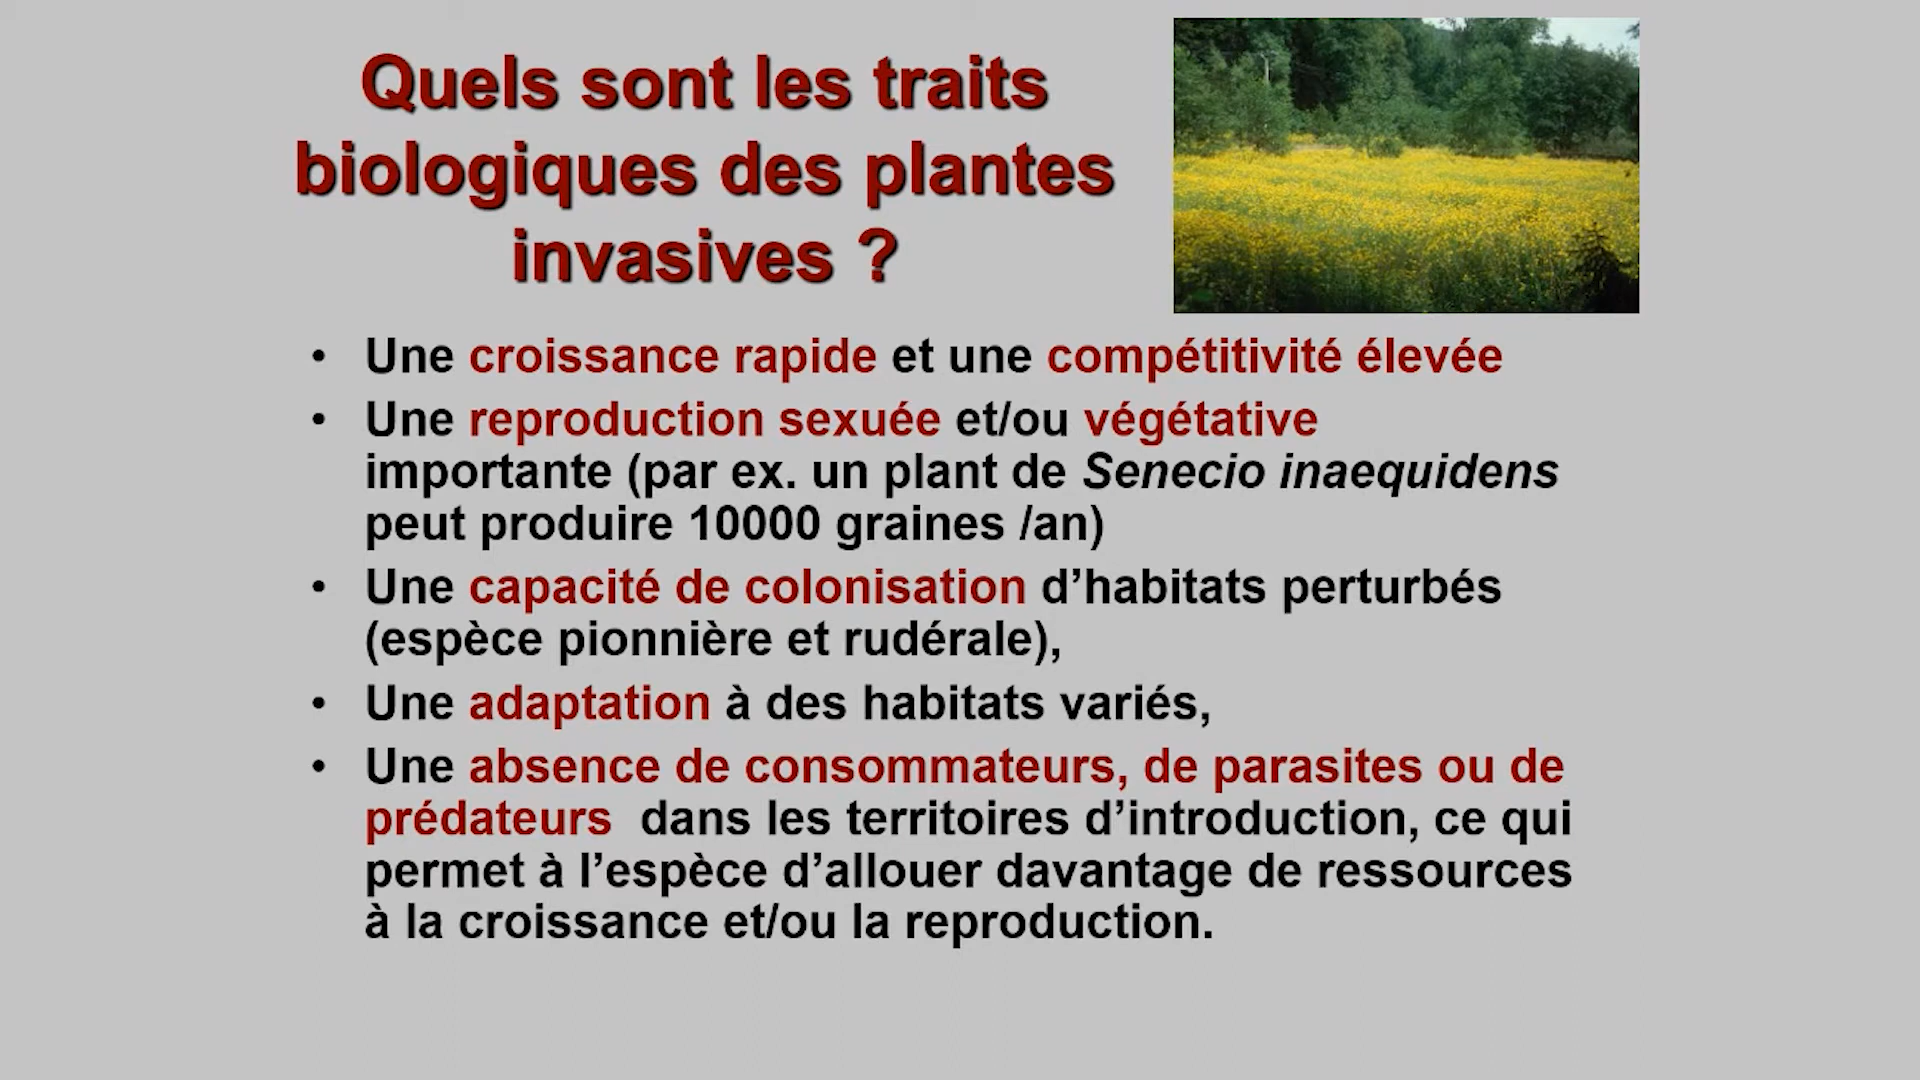 Quels sont les traits
biologiques des plantes
invasives ?
• Une croissance rapide et une compétitivité élevée
• Une reproduction sexuée et/ou végétative
importante (par ex. un plant de Senecio inaequidens
peut produire 10000 graines /an)
• Une capacité de colonisation d’habitats perturbés
(espèce pionnière et rudérale),
• Une adaptation à des habitats variés,
• Une absence de consommateurs, de parasites ou de
prédateurs dans les territoires d’introduction, ce qui
permet à l’espèce d’allouer davantage de ressources
à la croissance et/ou la reproduction.